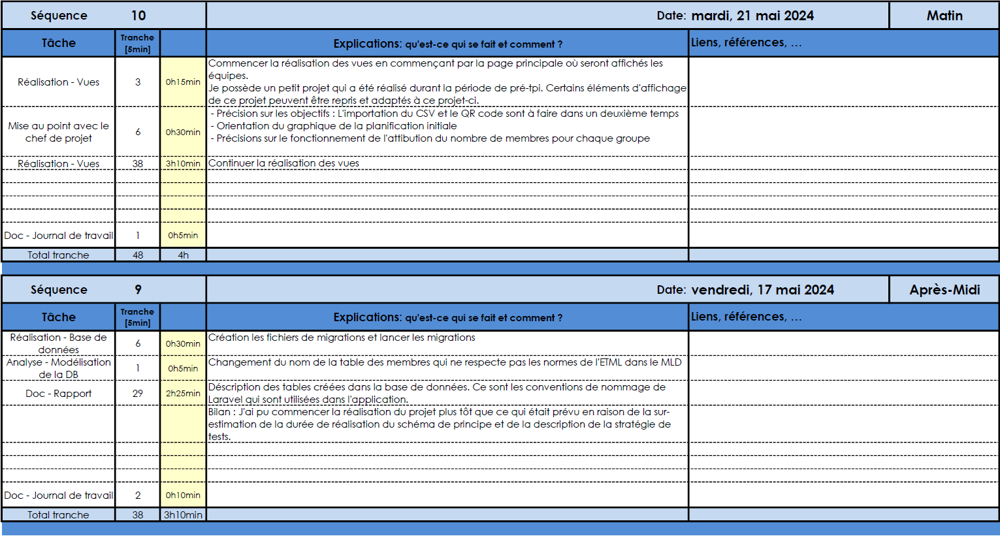 Séquence 10 Date: mardi, 21 mai 2024 Matin
Tâche Tranche [5min] Explications: qu'est-ce qui se fait et comment ? Liens, références, ...
Réalisation - Vues 3 0h15min Commencer la réalisation des vues en commençant par la page principale où seront affichés les
équipes.
Je possède un petit projet qui a été réalisé durant la période de pré-tpi. Certains éléments d'affichage
de ce projet peuvent être repris et adaptés à ce projet-ci.
Mise au point avec le
chef de projet
6 0h30min
- Précision sur les objectifs : L'importation du CSV et le QR code sont à faire dans un deuxième temps
- Orientation du graphique de la planification initiale
- Précisions sur le fonctionnement de l'attibution du nombre de membres pour chaque groupe
Réalisation - Vues 38 3h10min Continuer la réalisation des vues
Doc - Journal de travail 1 0h5min
Total tranche 48 4h
Séquence 9 Date: vendredi, 17 mai 2024 Après-Midi
Tâche Tranche [5min] Explications: qu'est-ce qui se fait et comment ? Liens, références, ...
Réalisation - Base de
données
6 0h30min Création les fichiers de migrations et lancer les migrations
Analyse - Modélisation
de la DB
1 0h5min Changement du nom de la table des membres qui ne respecte pas les normes de l'ETML dans le MLD
Doc - Rapport 29 2h25min Déscription des tables créées dans la base de données. Ce sont les conventions de nommage de
Laravel qui sont utilisées dans l'application.
Bilan : J'ai pu commencer la réalisation du projet plus tôt que ce qui était prévu en raison de la sur-
estimation de la durée de réalisation du schéma de principe et de la description de la stratégie de
tests.
Doc - Journal de travail 2 0h10min
Total tranche 38 3h10min